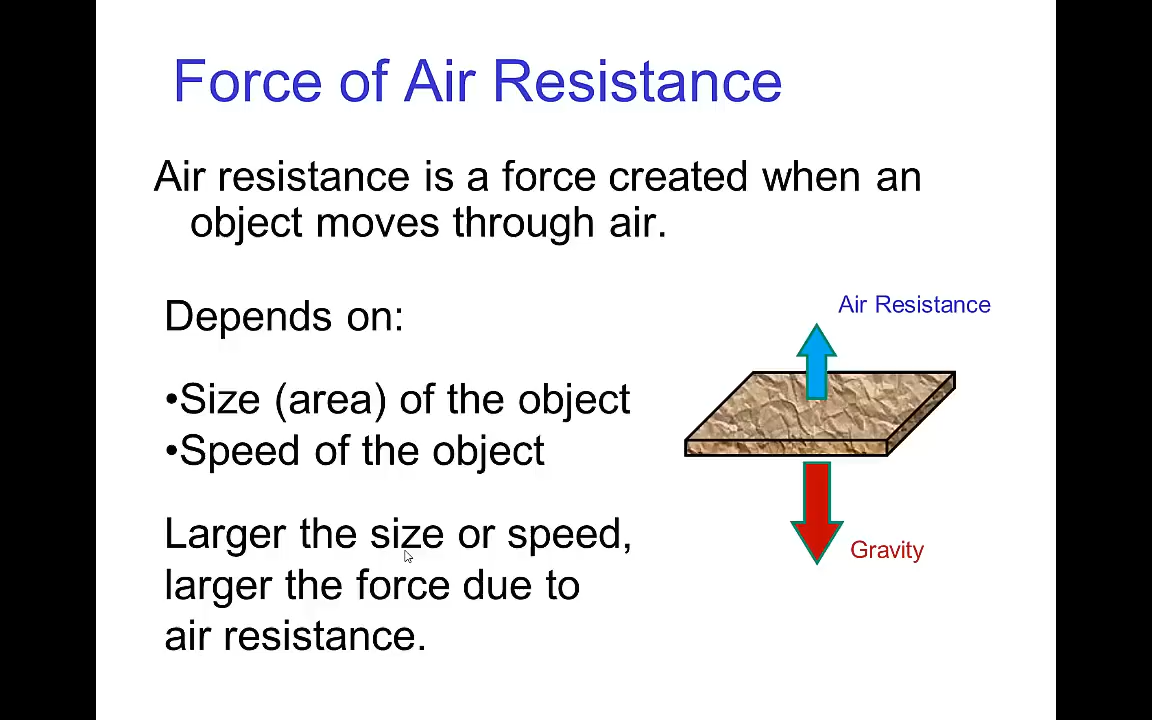 Force of Air Resistance
Air resistance is a force created when an
object moves through air.
Depends on:
•Size (area) of the object
•Speed of the object
Larger the size or speed,
larger the force due to
air resistance.
Air Resistance
Gravity